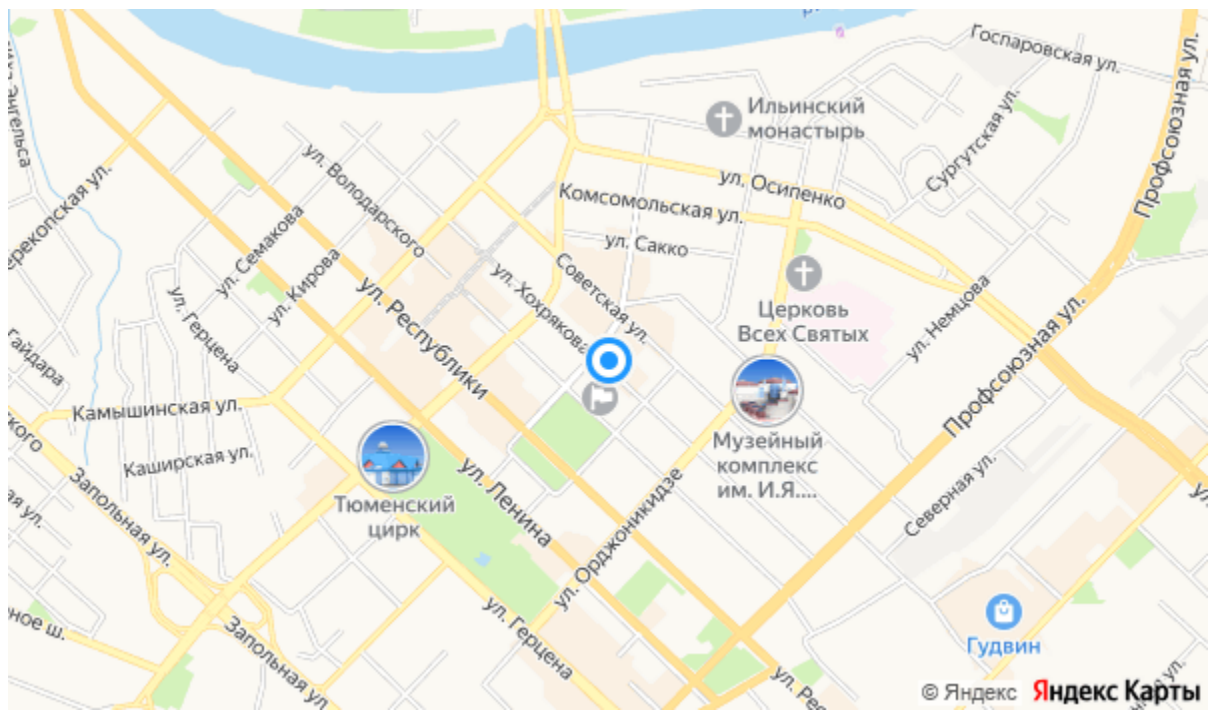 Госпаровская ул.
Ильинский
монастырь
Сургутская ул.
Профсоюзная ул.
ул. Осипенко
Комсомольская ул.
ул. Володарского
ул. Сакко
ул. Семакова
ул. Кирова
ул. Герцена
ул. Республики
ул. Хохрякова
Советская ул.
Церковь
Всех Святых
ул. Немцова
Профсоюзная ул.
Гайдара
Камышинская ул.
Каширская ул.
Запольная ул.
Тюменский
цирк
ул. Ленина
Музейный
комплекс
им. И.Я....
ул. Орджоникидзе
Северная ул.
ул. Герцена
Запольная ул.
Гудвин
© Яндекс Яндекс Карты